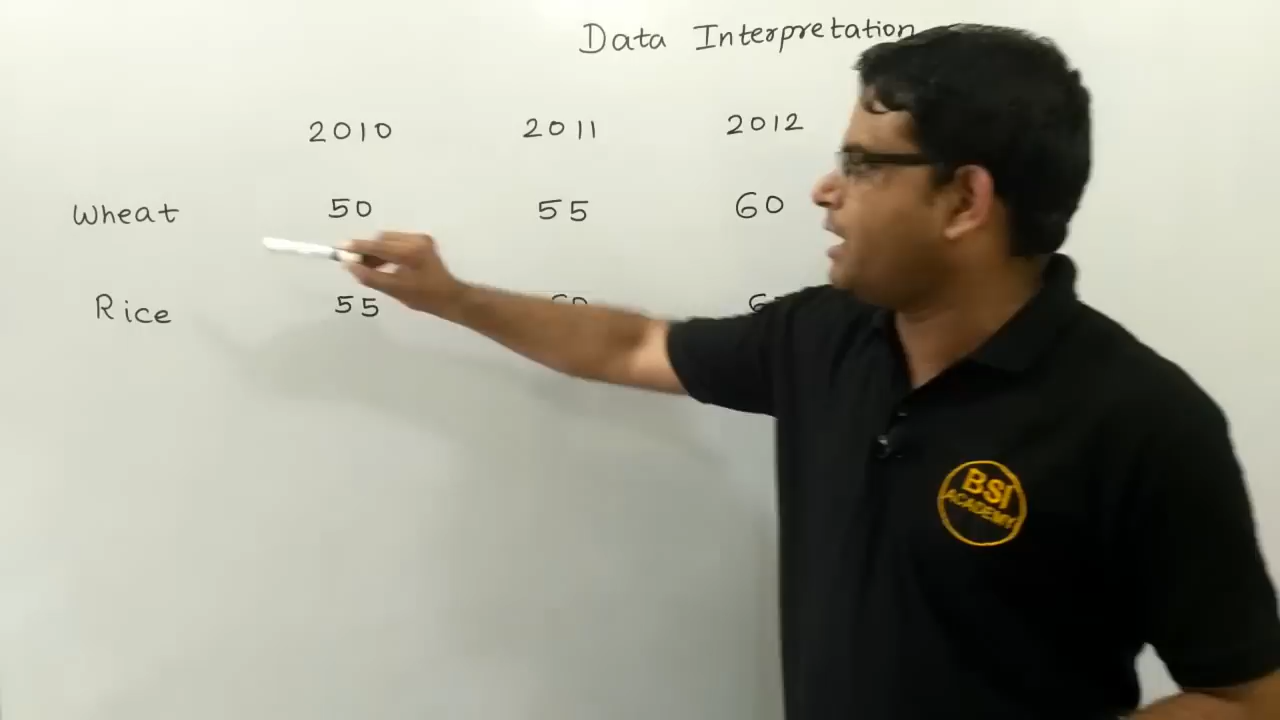 Data Interpretation
2010 2011 2012
Wheat 50 55 60
Rice 55
BSI
ACADEMY